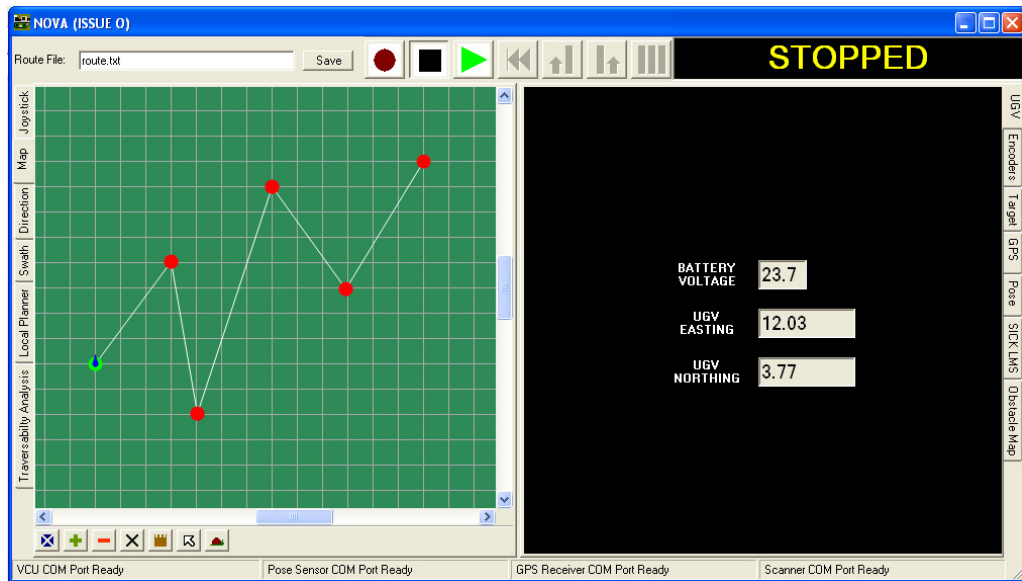 NOVA (ISSUE 0)
Route File: route.txt Save
STOPPED
Joystick
Map
Direction
Swath
Local Planner
Traversabilty Analysis
BATTERY
VOLTAGE 23.7
UGV
EASTING 12.03
UGV
NORTHING 3.77
UGV
Encoders
Target
GPS
Pose
SICK LMS
Obstacle Map
VCU COM Port Ready Pose Sensor COM Port Ready GPS Receiver COM Port Ready Scanner COM Port Ready